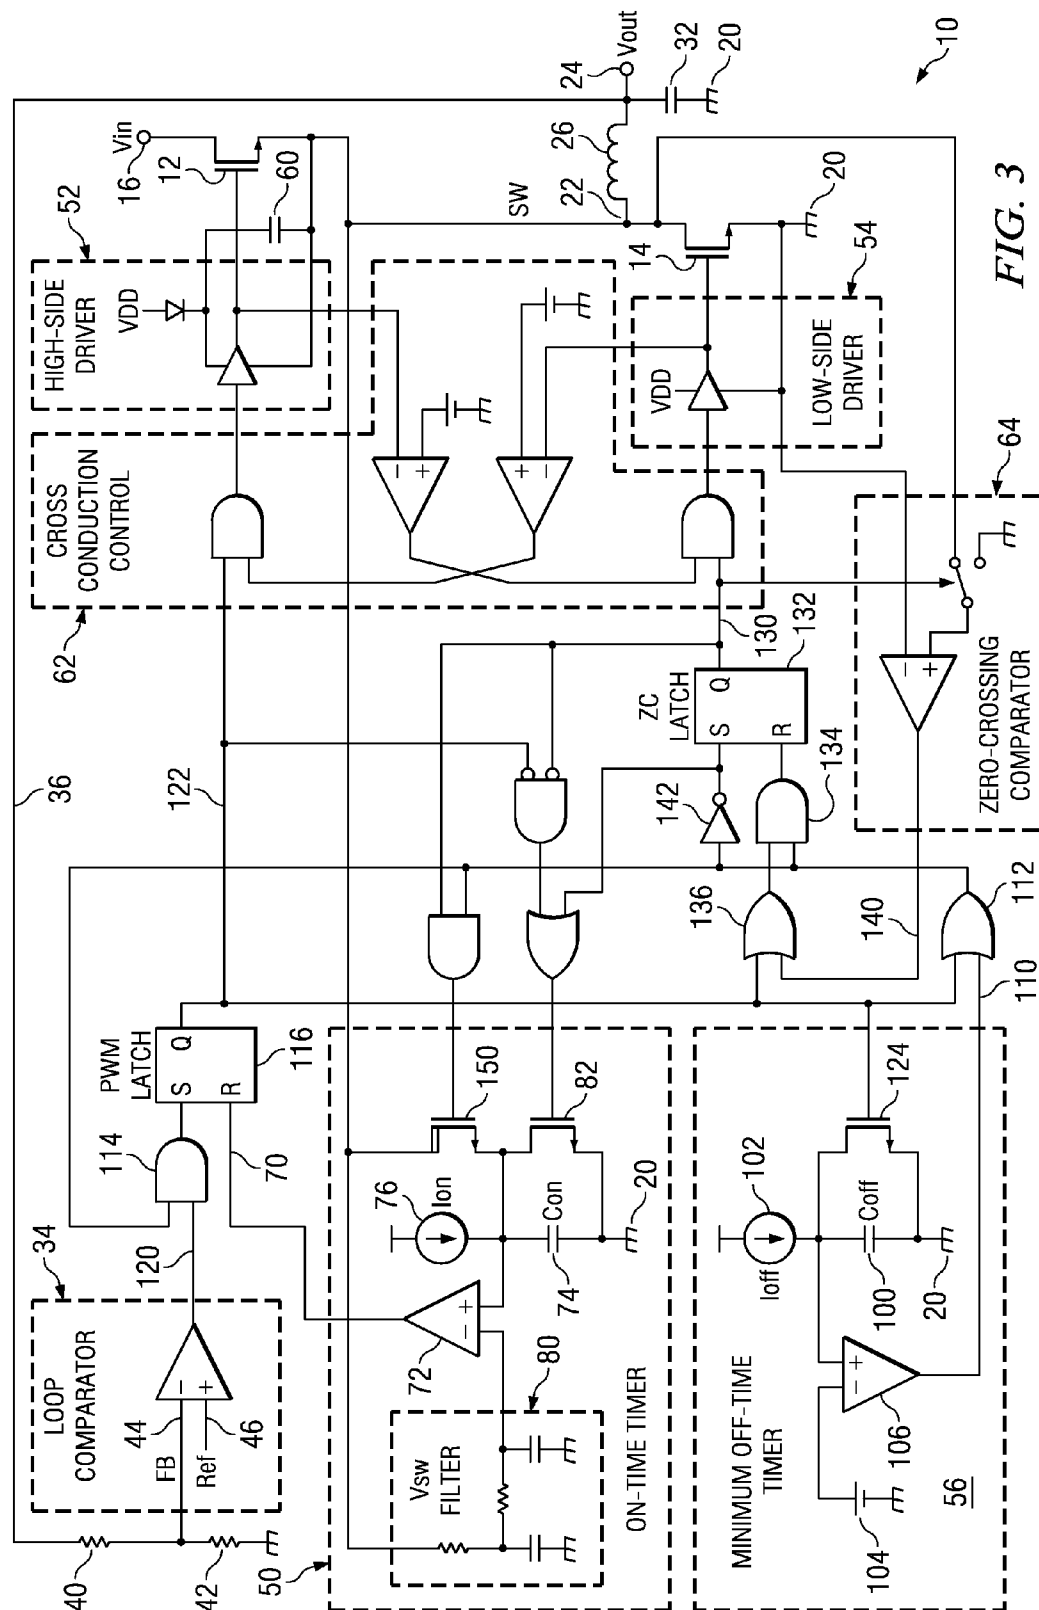 36
24
Vout
32
20
10
FIG. 3
16
Vin
12
52
60
26
22
SW
HIGH-SIDE
DRIVER
VDD
14
20
54
VDD
LOW-SIDE
DRIVER
CROSS
CONDUCTION
CONTROL
62
-
+
+
-
64
-
+
ZERO-CROSSING
COMPARATOR
130
132
ZC
LATCH
S
Q
R
134
122
142
136
140
112
110
PWM
LATCH
S
Q
R
116
114
70
120
34
LOOP
COMPARATOR
44
46
FB
Ref
-
+
40
42
50
150
82
76
Ion
Con
74
20
72
-
+
80
Vsw
FILTER
ON-TIME TIMER
124
102
Ioff
Coff
100
20
+
-
106
104
56
MINIMUM OFF-TIME
TIMER